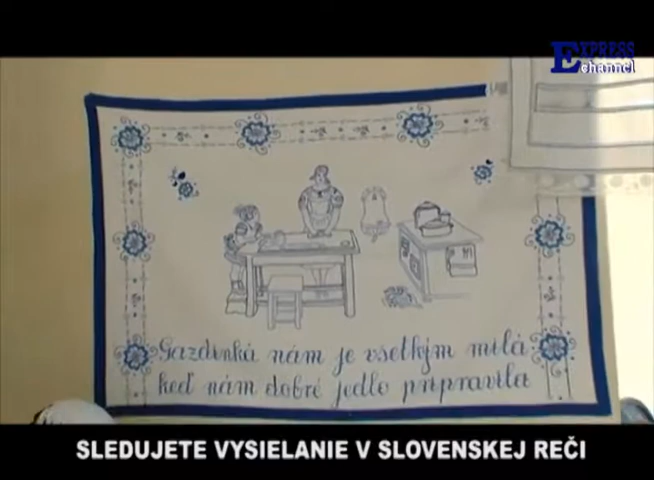 EXPRESS
channel
Gazdinká nám je všetkým milá
keď nám dobré jedlo pripravila
SLEDUJETE VYSIELANIE V SLOVENSKEJ REČI